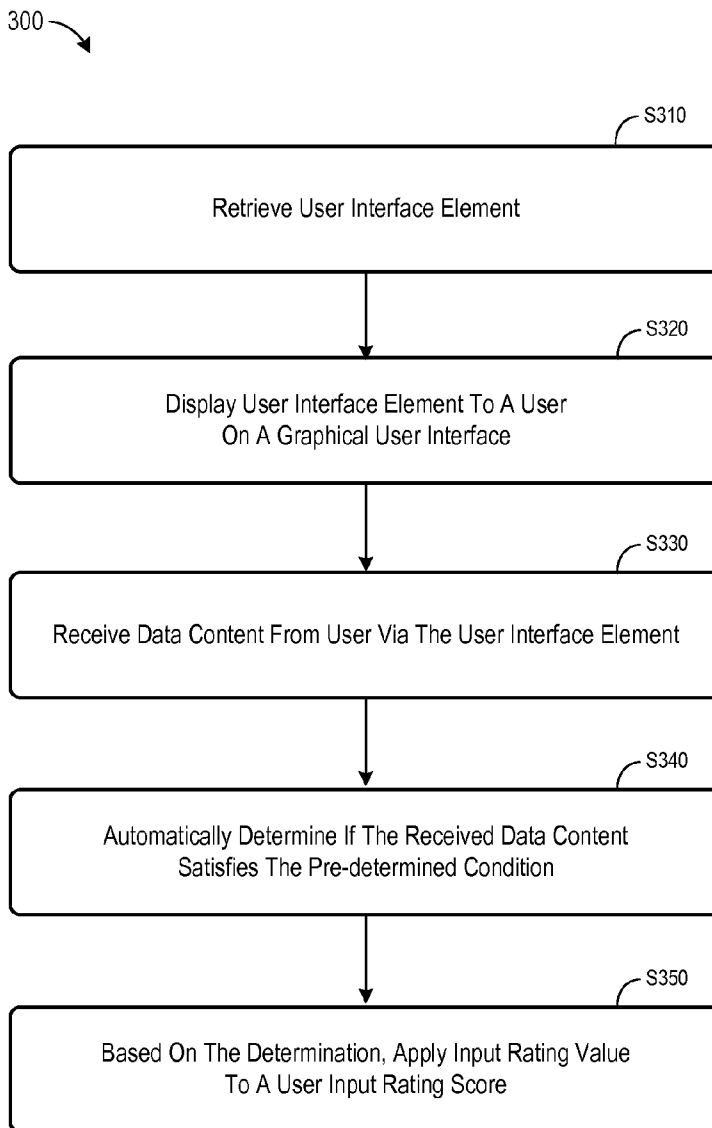 300
S310
Retrieve User Interface Element
S320
Display User Interface Element To A User
On A Graphical User Interface
S330
Receive Data Content From User Via The User Interface Element
S340
Automatically Determine If The Received Data Content
Satisfies The Pre-determined Condition
S350
Based On The Determination, Apply Input Rating Value
To A User Input Rating Score